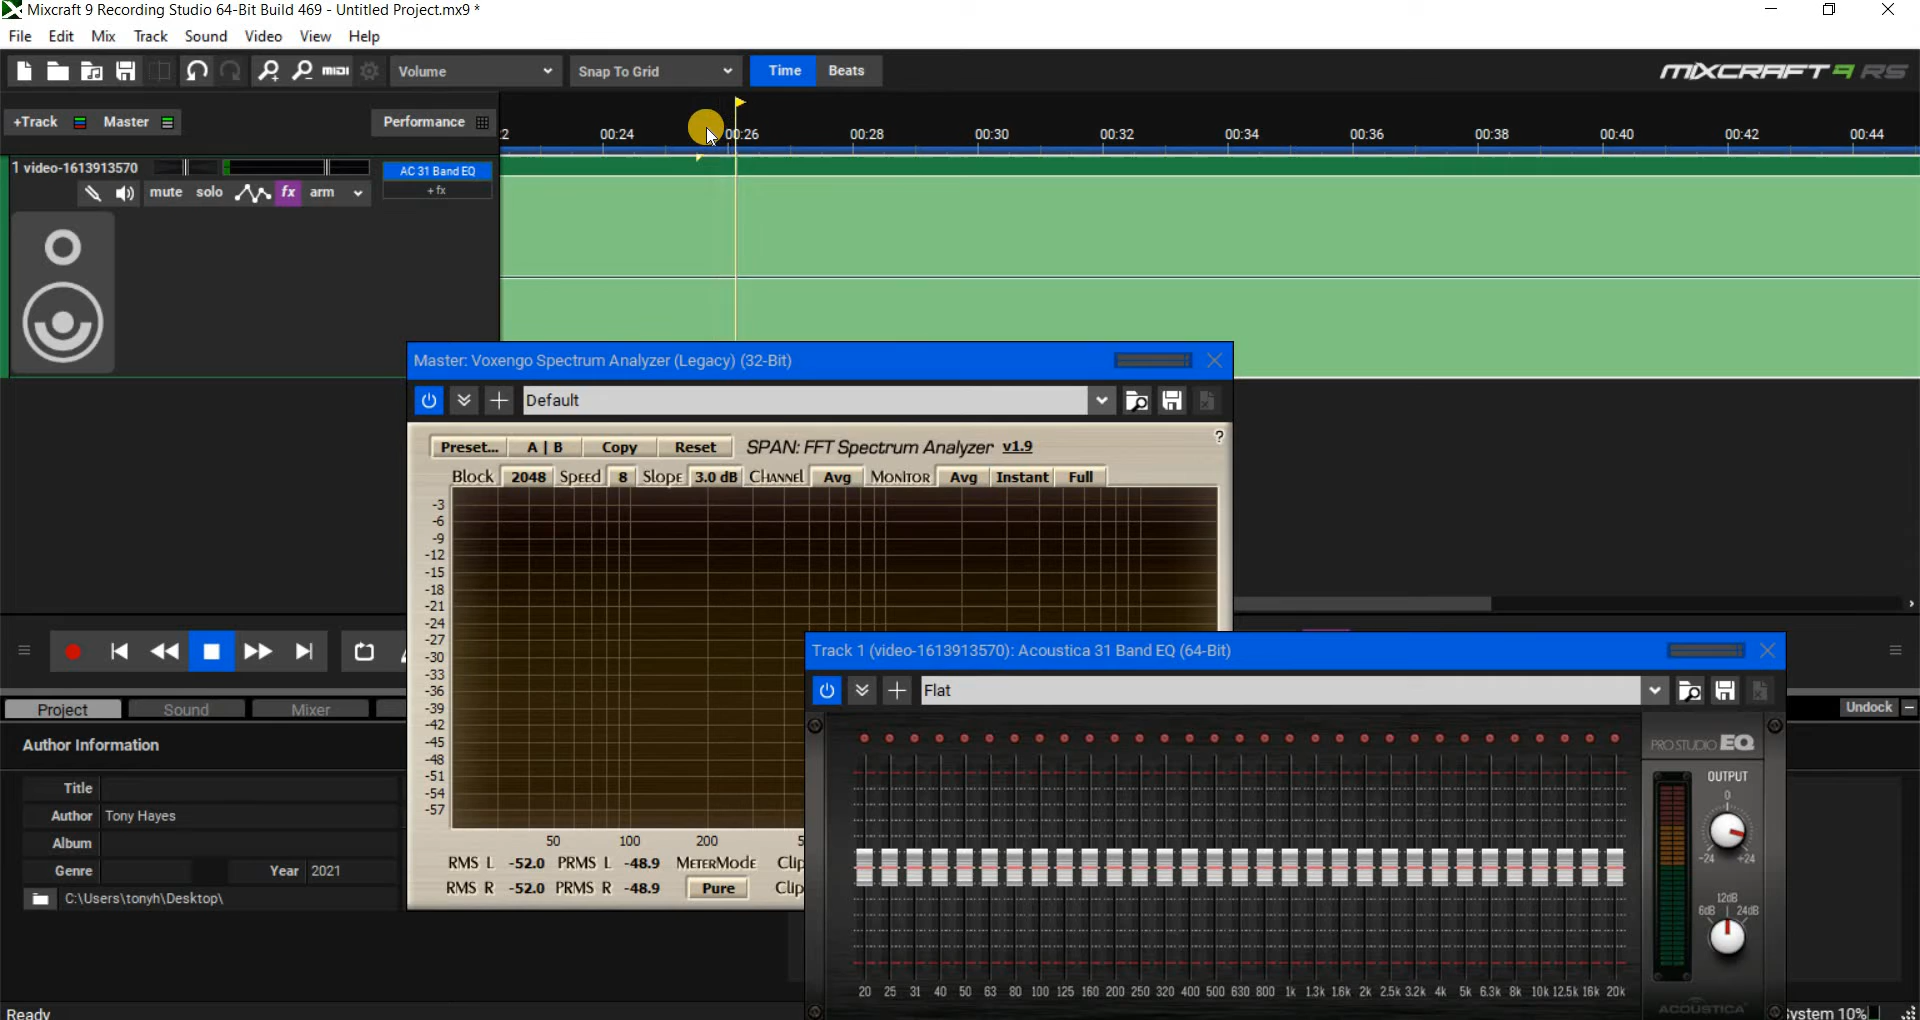 Mixcraft 9 Recording Studio 64-Bit Build 469 - Untitled Project.mx9 *
File Edit Mix Track Sound Video View Help
MIDI Volume Snap To Grid Time Beats MIXCRAFT 9 RS
+Track Master Performance
00:24 00:26 00:28 00:30 00:32 00:34 00:36 00:38 00:40 00:42 00:44
1 video-1613913570 AC 31 Band EQ
mute solo fx arm + fx
Master: Voxengo Spectrum Analyzer (Legacy) (32-Bit)
Default
Preset... A | B Copy Reset SPAN: FFT Spectrum Analyzer v1.9 ?
Block 2048 Speed 8 Slope 3.0 dB Channel Avg Monitor Avg Instant Full
-3
-6
-9
-12
-15
-18
-21
-24
-27
-30
-33
-36
-39
-42
-45
-48
-51
-54
-57
50 100 200
RMS L -52.0 PRMS L -48.9 MeterMode Clip
RMS R -52.0 PRMS R -48.9 Pure Clip
Track 1 (video-1613913570): Acoustica 31 Band EQ (64-Bit)
Flat
PRO STUDIO EQ
OUTPUT
0
-24 +24
12dB
6dB 24dB
20 25 31 40 50 63 80 100 125 160 200 250 320 400 500 630 800 1k 1.3k 1.6k 2k 2.5k 3.2k 4k 5k 6.3k 8k 10k 12.5k 16k 20k
ACOUSTICA
Project Sound Mixer Undock
Author Information
Title
Author Tony Hayes
Album
Genre Year 2021
C:\Users\tonyh\Desktop\
Ready System 10%